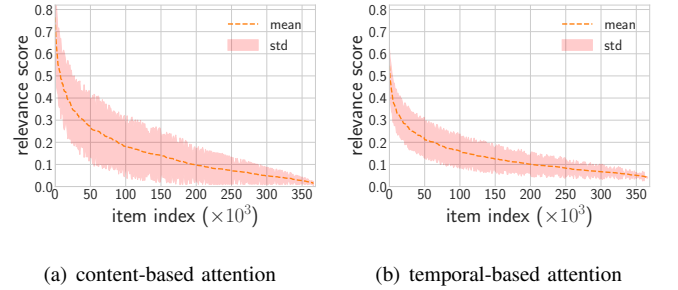 0.8
0.7
0.6
0.5
0.4
0.3
0.2
0.1
0.0
relevance score
mean
std
0 50 100 150 200 250 300 350
item index (×10³)
(a) content-based attention
0.8
0.7
0.6
0.5
0.4
0.3
0.2
0.1
0.0
relevance score
mean
std
0 50 100 150 200 250 300 350
item index (×10³)
(b) temporal-based attention